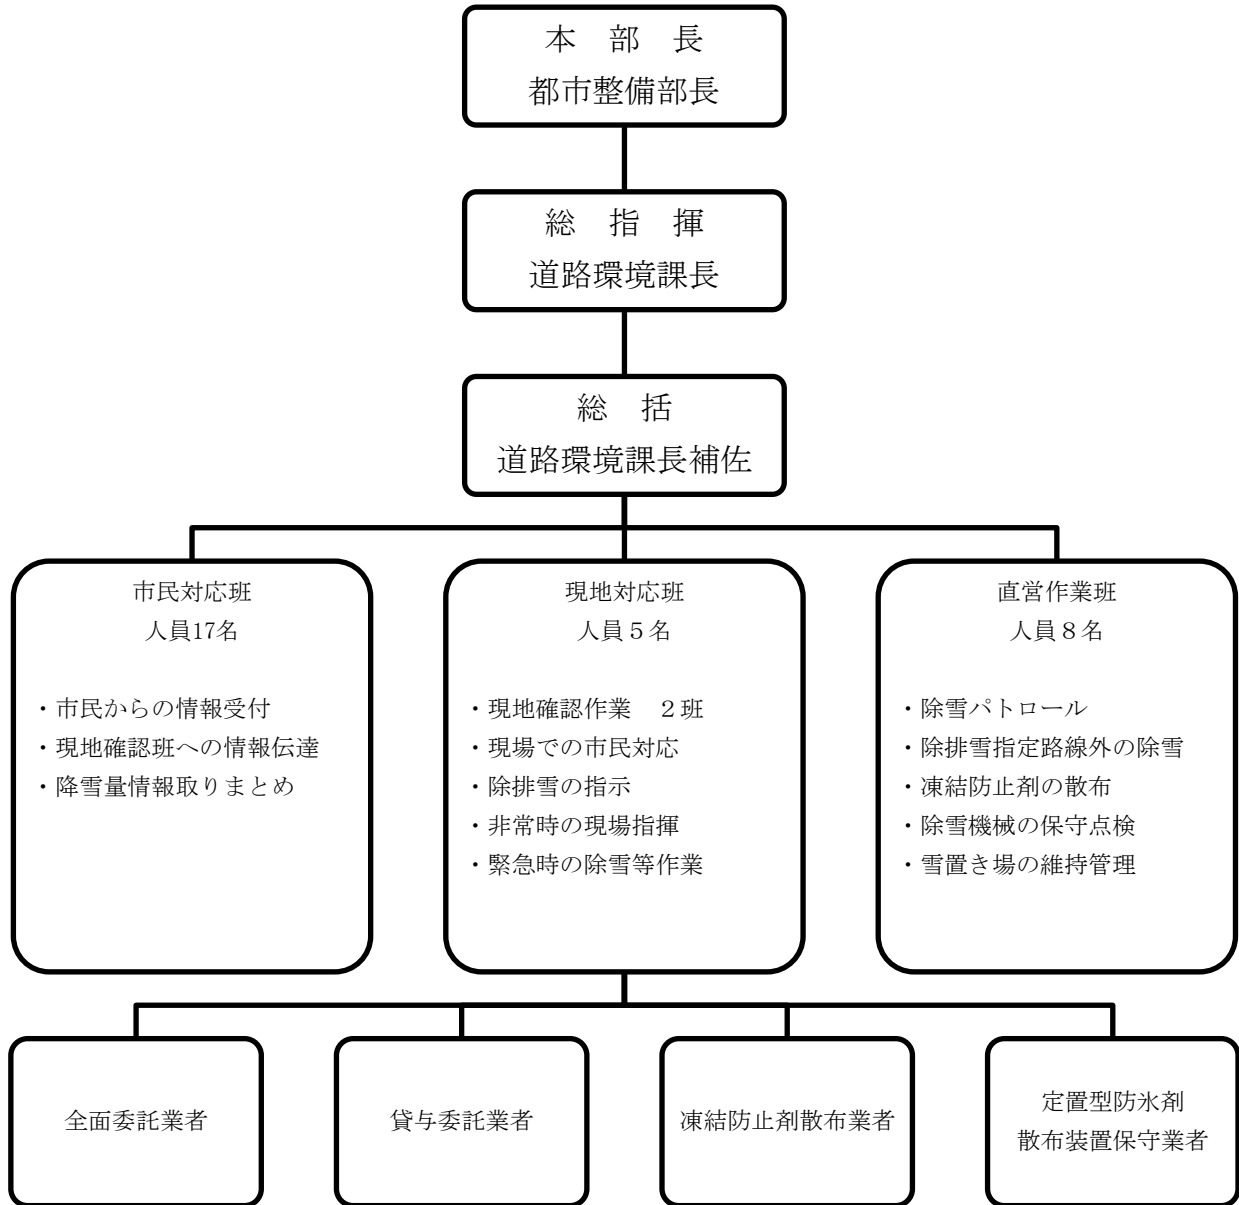 本　部　長
都市整備部長
総　指　揮
道路環境課長
総　括
道路環境課長補佐
市民対応班
人員17名
・市民からの情報受付
・現地確認班への情報伝達
・降雪量情報取りまとめ
現地対応班
人員５名
・現地確認作業　２班
・現場での市民対応
・除排雪の指示
・非常時の現場指揮
・緊急時の除雪等作業
直営作業班
人員８名
・除雪パトロール
・除排雪指定路線外の除雪
・凍結防止剤の散布
・除雪機械の保守点検
・雪置き場の維持管理
全面委託業者
貸与委託業者
凍結防止剤散布業者
定置型防氷剤
散布装置保守業者